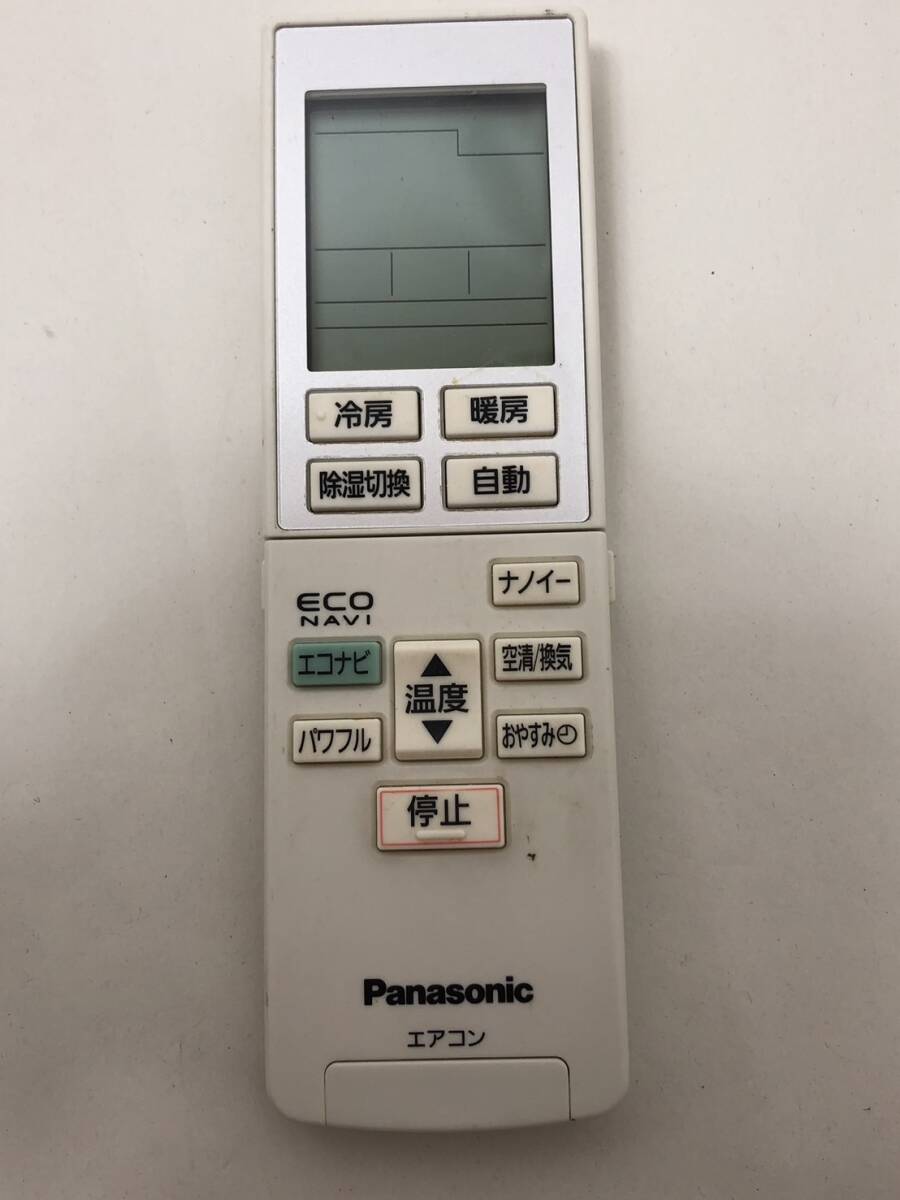 冷房
暖房
除湿切換
自動
ナノイー
ECO
NAVI
エコナビ
温度
空清/換気
パワフル
おやすみ
停止
Panasonic
エアコン